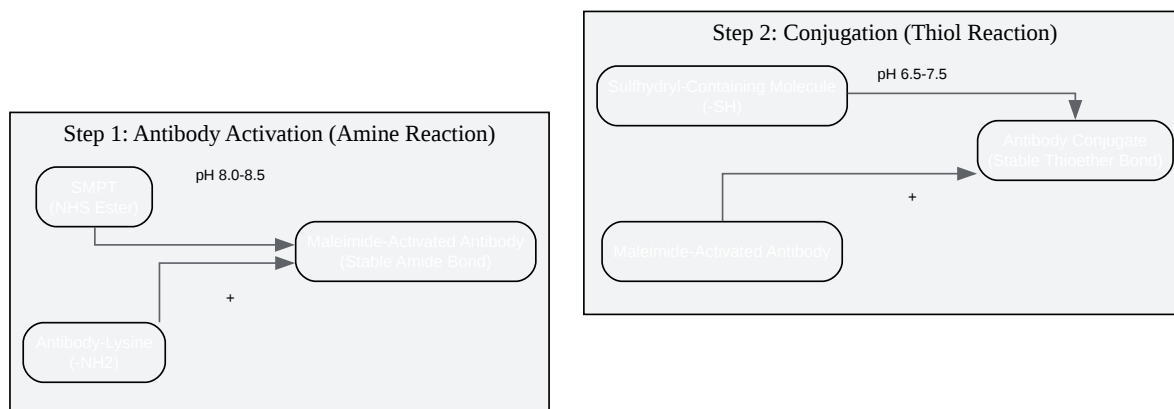 Step 1: Antibody Activation (Amine Reaction)
SMPT
(NHS Ester)
pH 8.0-8.5
Maleimide-Activated Antibody
(Stable Amide Bond)
+
Antibody-Lysine
(-NH2)
Step 2: Conjugation (Thiol Reaction)
Sulfhydryl-Containing Molecule
(-SH)
pH 6.5-7.5
Antibody Conjugate
(Stable Thioether Bond)
+
Maleimide-Activated Antibody